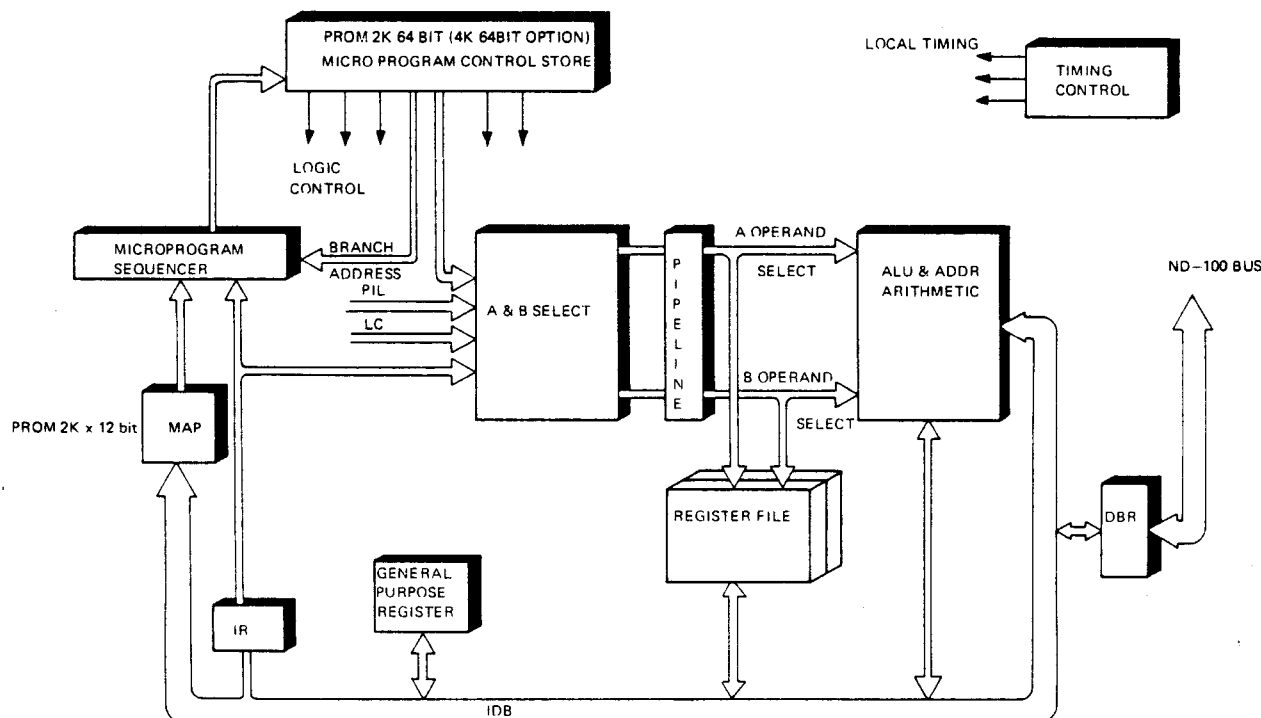 PROM 2K 64 BIT (4K 64BIT OPTION)
MICRO PROGRAM CONTROL STORE
LOCAL TIMING
TIMING
CONTROL
LOGIC
CONTROL
MICROPROGRAM
SEQUENCER
BRANCH
ADDRESS
PIL
LC
A & B SELECT
PIPELINE
A OPERAND
SELECT
ALU & ADDR
ARITHMETIC
ND-100 BUS
B OPERAND
SELECT
PROM 2K x 12 bit
MAP
REGISTER FILE
DBR
GENERAL
PURPOSE
REGISTER
IR
IDB